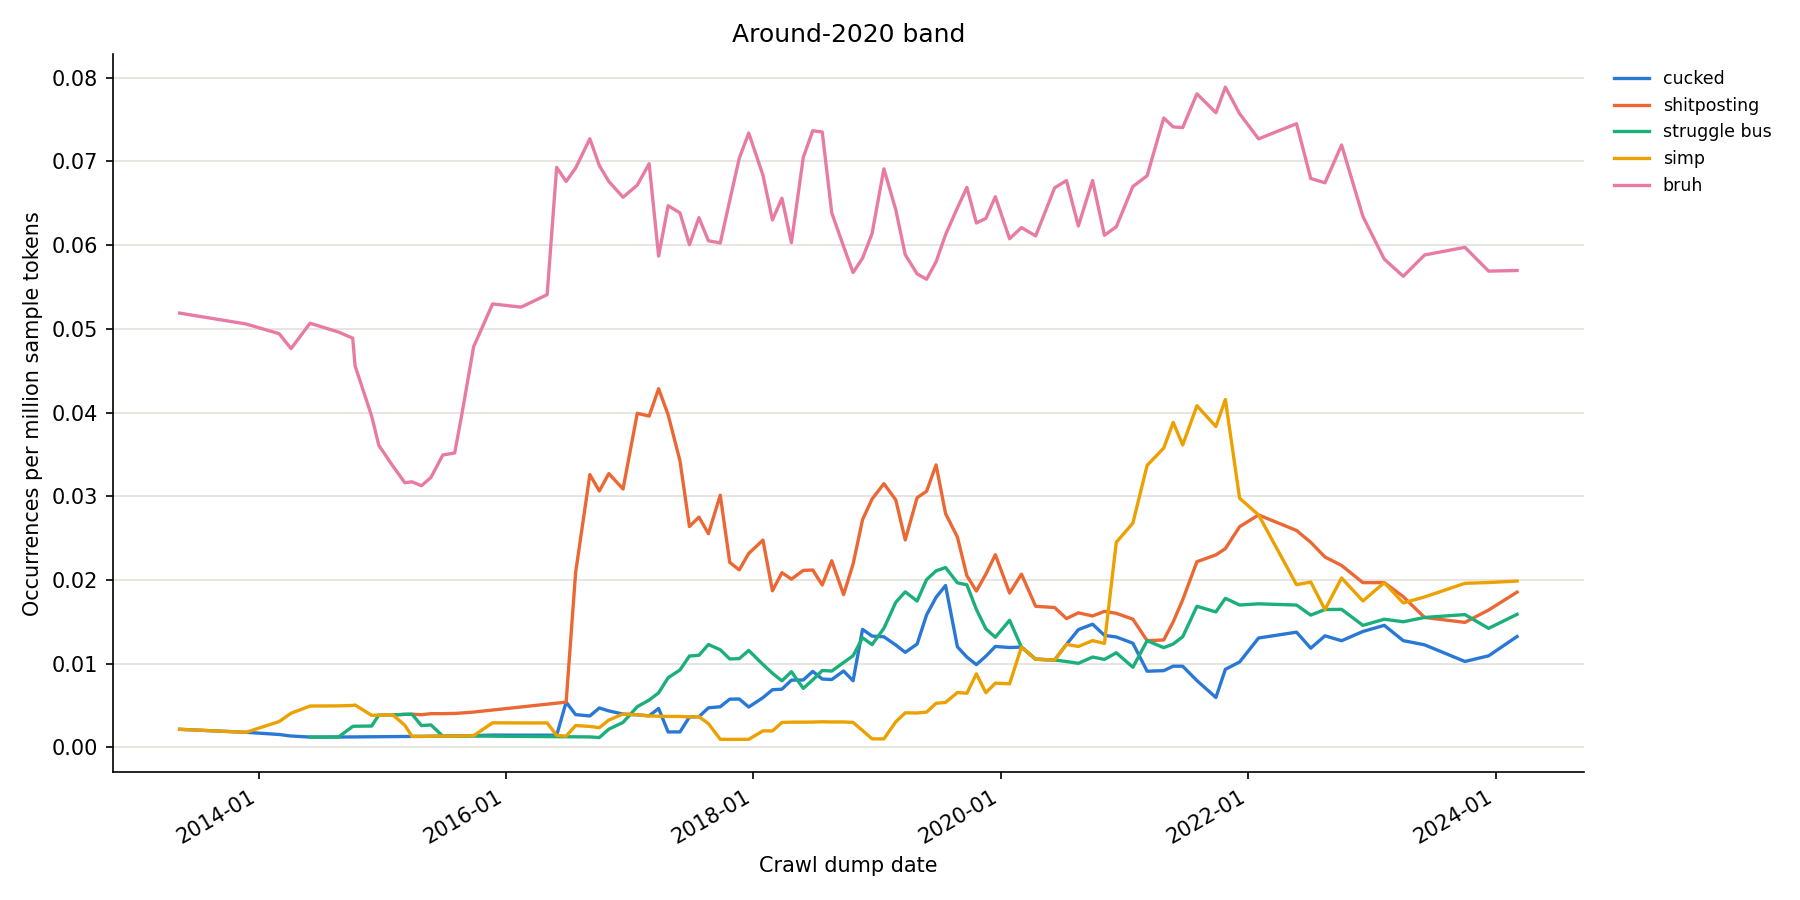 Around-2020 band
Occurrences per million sample tokens
0.08
0.07
0.06
0.05
0.04
0.03
0.02
0.01
0.00
2014-01
2016-01
2018-01
2020-01
2022-01
2024-01
Crawl dump date
cucked
shitposting
struggle bus
simp
bruh